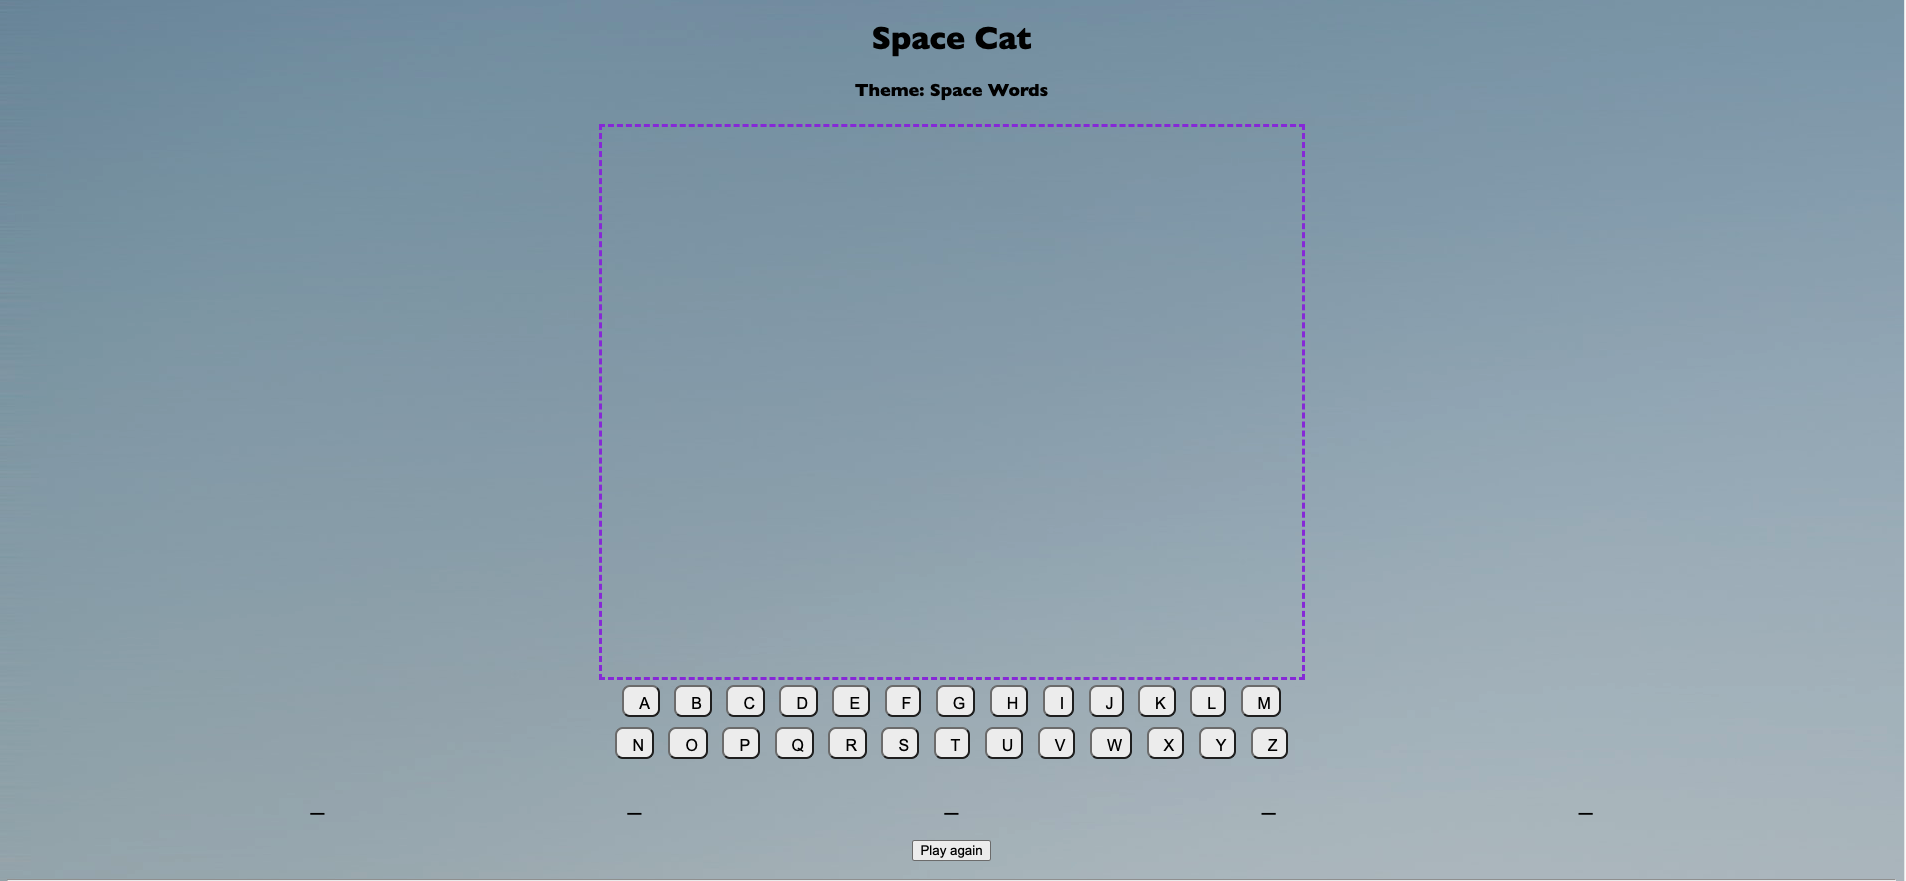 Space Cat
Theme: Space Words
A B C D E F G H I J K L M
N O P Q R S T U V W X Y Z
_ _ _ _ _
Play again